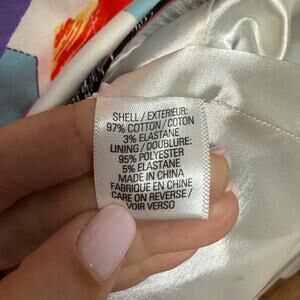 SHELL / EXTERIEUR:
97% COTTON / COTON
3% ELASTANE
LINING / DOUBLURE:
95% POLYESTER
5% ELASTANE
MADE IN CHINA
FABRIQUE EN CHINE
CARE ON REVERSE /
VOIR VERSO